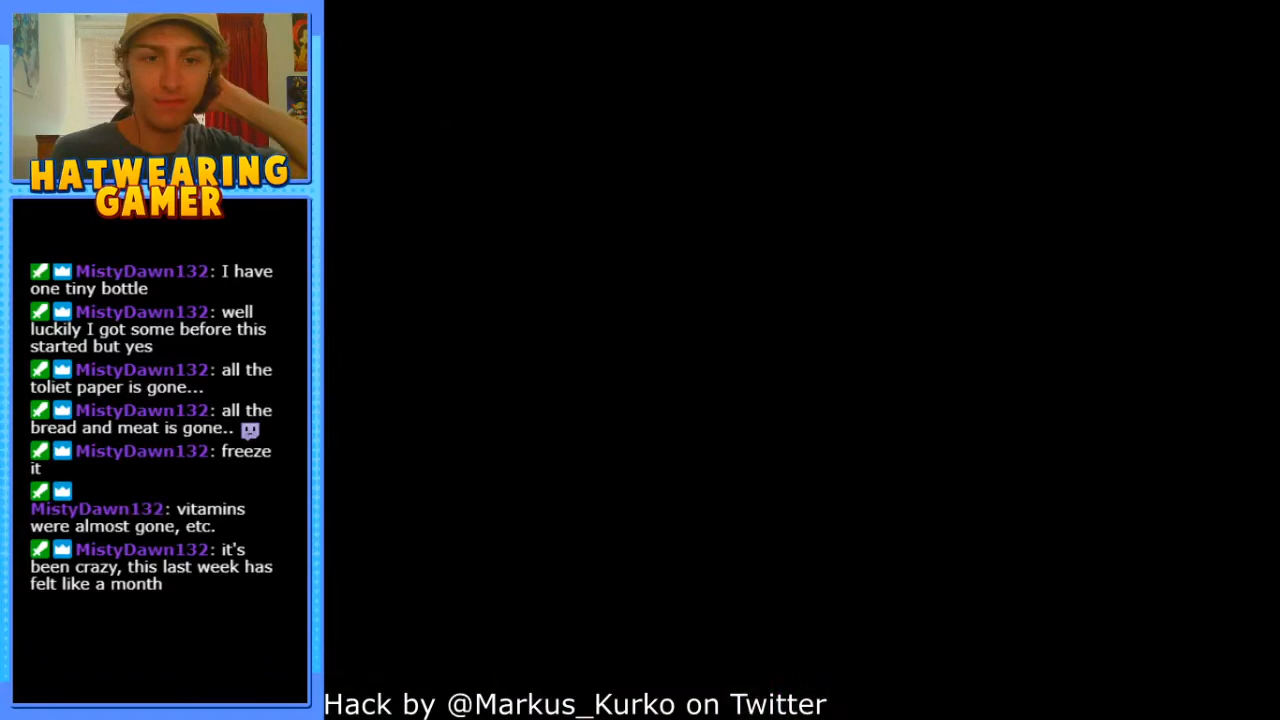 HATWEARING
GAMER
MistyDawn132: I have
one tiny bottle
MistyDawn132: well
luckily I got some before this
started but yes
MistyDawn132: all the
toliet paper is gone...
MistyDawn132: all the
bread and meat is gone..
MistyDawn132: freeze
it
MistyDawn132: vitamins
were almost gone, etc.
MistyDawn132: it's
been crazy, this last week has
felt like a month
Hack by @Markus_Kurko on Twitter